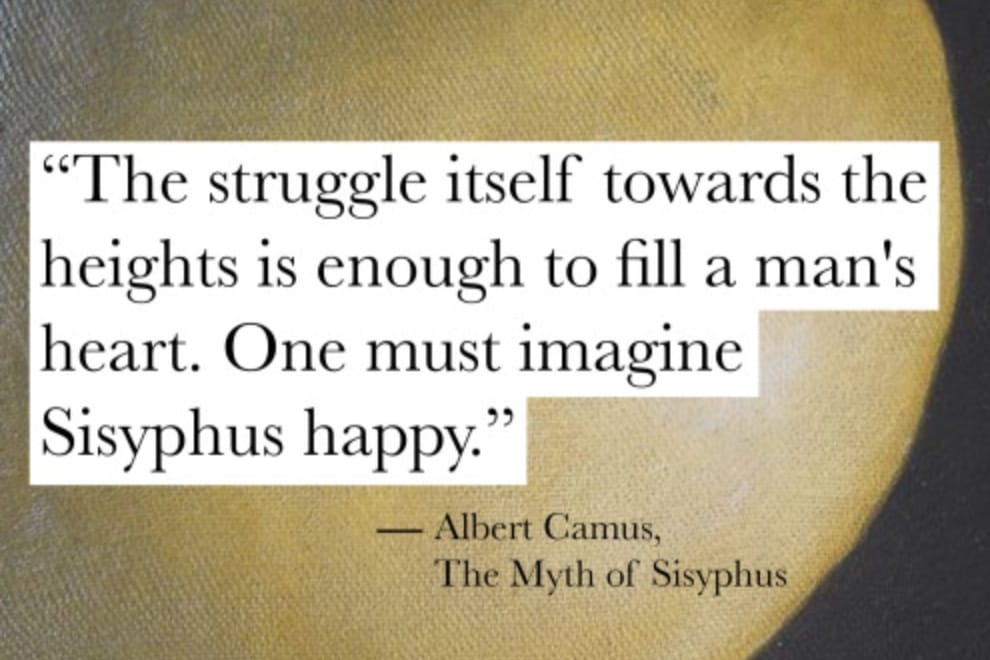 “The struggle itself towards the
heights is enough to fill a man's
heart. One must imagine
Sisyphus happy.”
— Albert Camus,
The Myth of Sisyphus